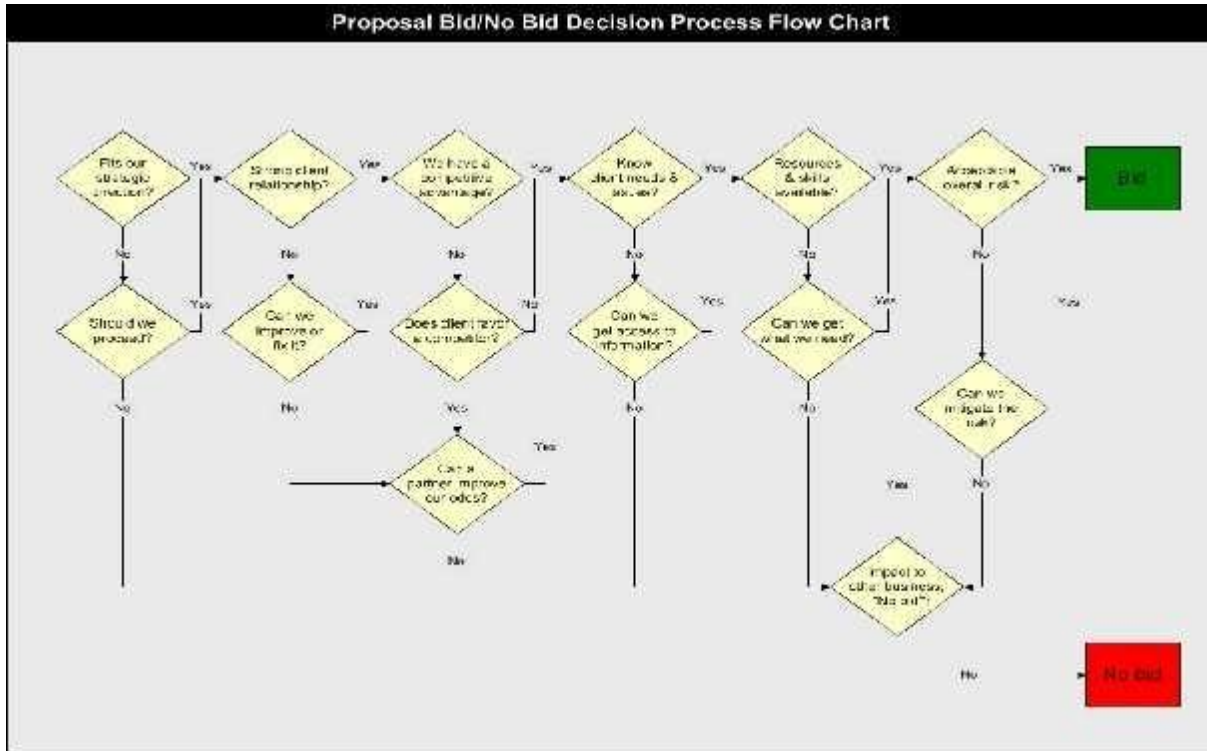 Proposal Bid/No Bid Decision Process Flow Chart
Fits our
strategic
direction?
Yes
Strong client
relationship?
Yes
We have a
competitive
advantage?
Yes
Know
client needs &
issues?
Yes
Resources
& skills
available?
Yes
Acceptable
overall risk?
Yes
Bid
No
No
No
No
No
No
Should we
proceed?
Yes
Can we
improve or
fix it?
Yes
Does client favor
a competitor?
No
Can we
get access to
information?
Yes
Can we get
what we need?
Yes
Yes
No
No
Yes
No
No
Can we
mitigate the
risk?
Can a
partner improve
our odds?
Yes
Yes
No
No
Impact to
other business,
"No bid"?
No
No bid